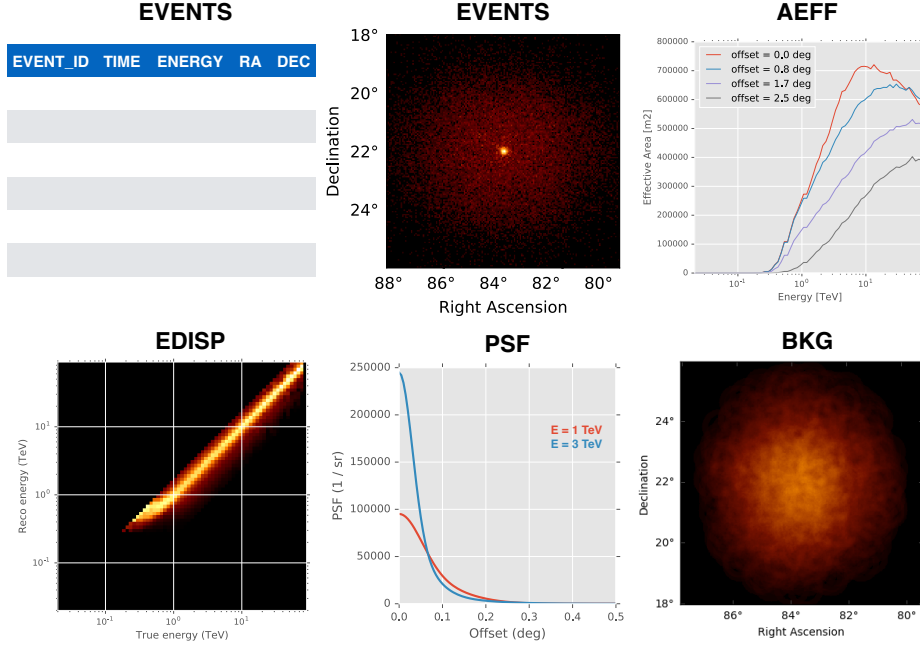 EVENTS
EVENT_ID TIME ENERGY RA DEC
EVENTS
18°
20°
22°
24°
Declination
88° 86° 84° 82° 80°
Right Ascension
AEFF
800000
700000
600000
500000
400000
300000
200000
100000
0
Effective Area [m2]
offset = 0.0 deg
offset = 0.8 deg
offset = 1.7 deg
offset = 2.5 deg
10⁻¹ 10⁰ 10¹
Energy [TeV]
EDISP
10¹
10⁰
10⁻¹
Reco energy (TeV)
10⁻¹ 10⁰ 10¹
True energy (TeV)
PSF
250000
200000
150000
100000
50000
0
PSF (1 / sr)
E = 1 TeV
E = 3 TeV
0.0 0.1 0.2 0.3 0.4 0.5
Offset (deg)
BKG
24°
22°
20°
18°
Declination
86° 84° 82° 80°
Right Ascension